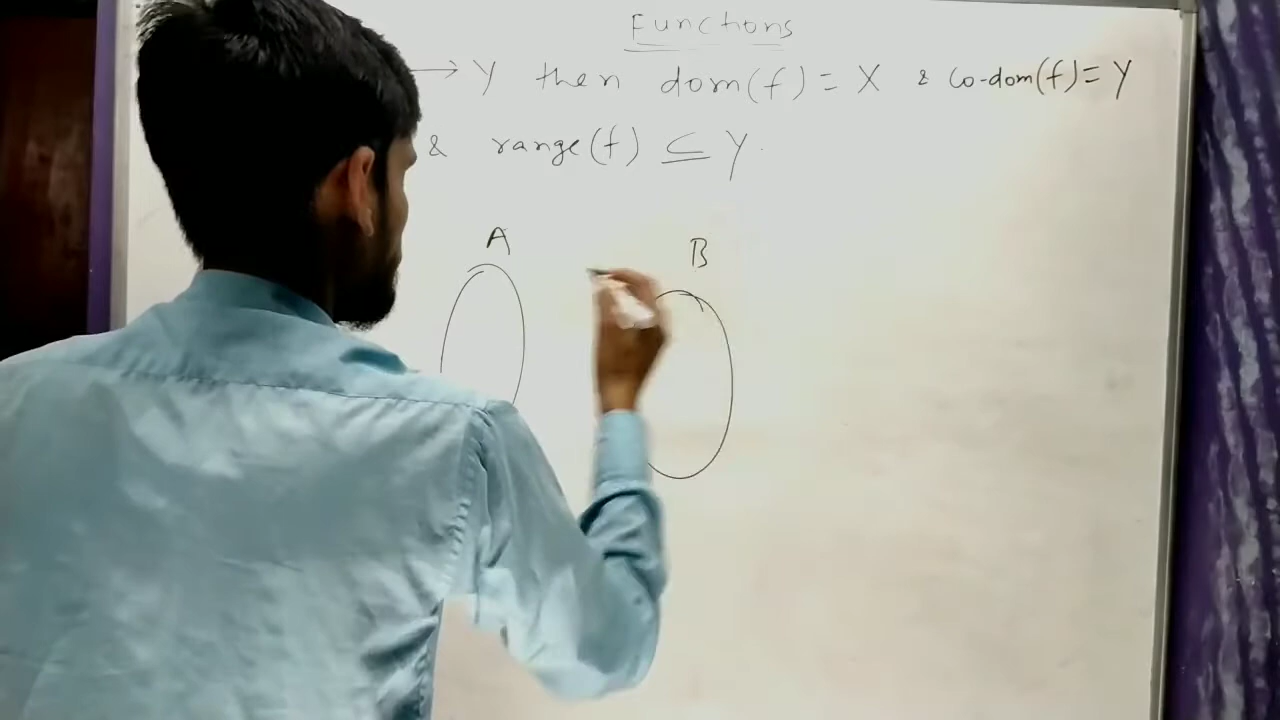 Functions
→ Y then dom(f) = X & co-dom(f) = Y
& range(f) ⊆ Y.
A B